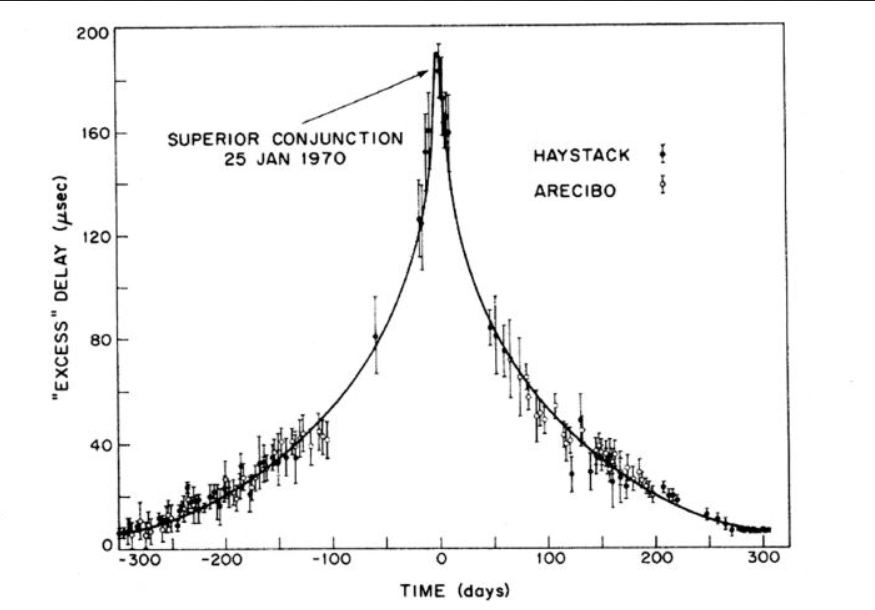 200
160
120
80
40
0
"EXCESS" DELAY (μsec)
SUPERIOR CONJUNCTION
25 JAN 1970
HAYSTACK
ARECIBO
-300 -200 -100 0 100 200 300
TIME (days)